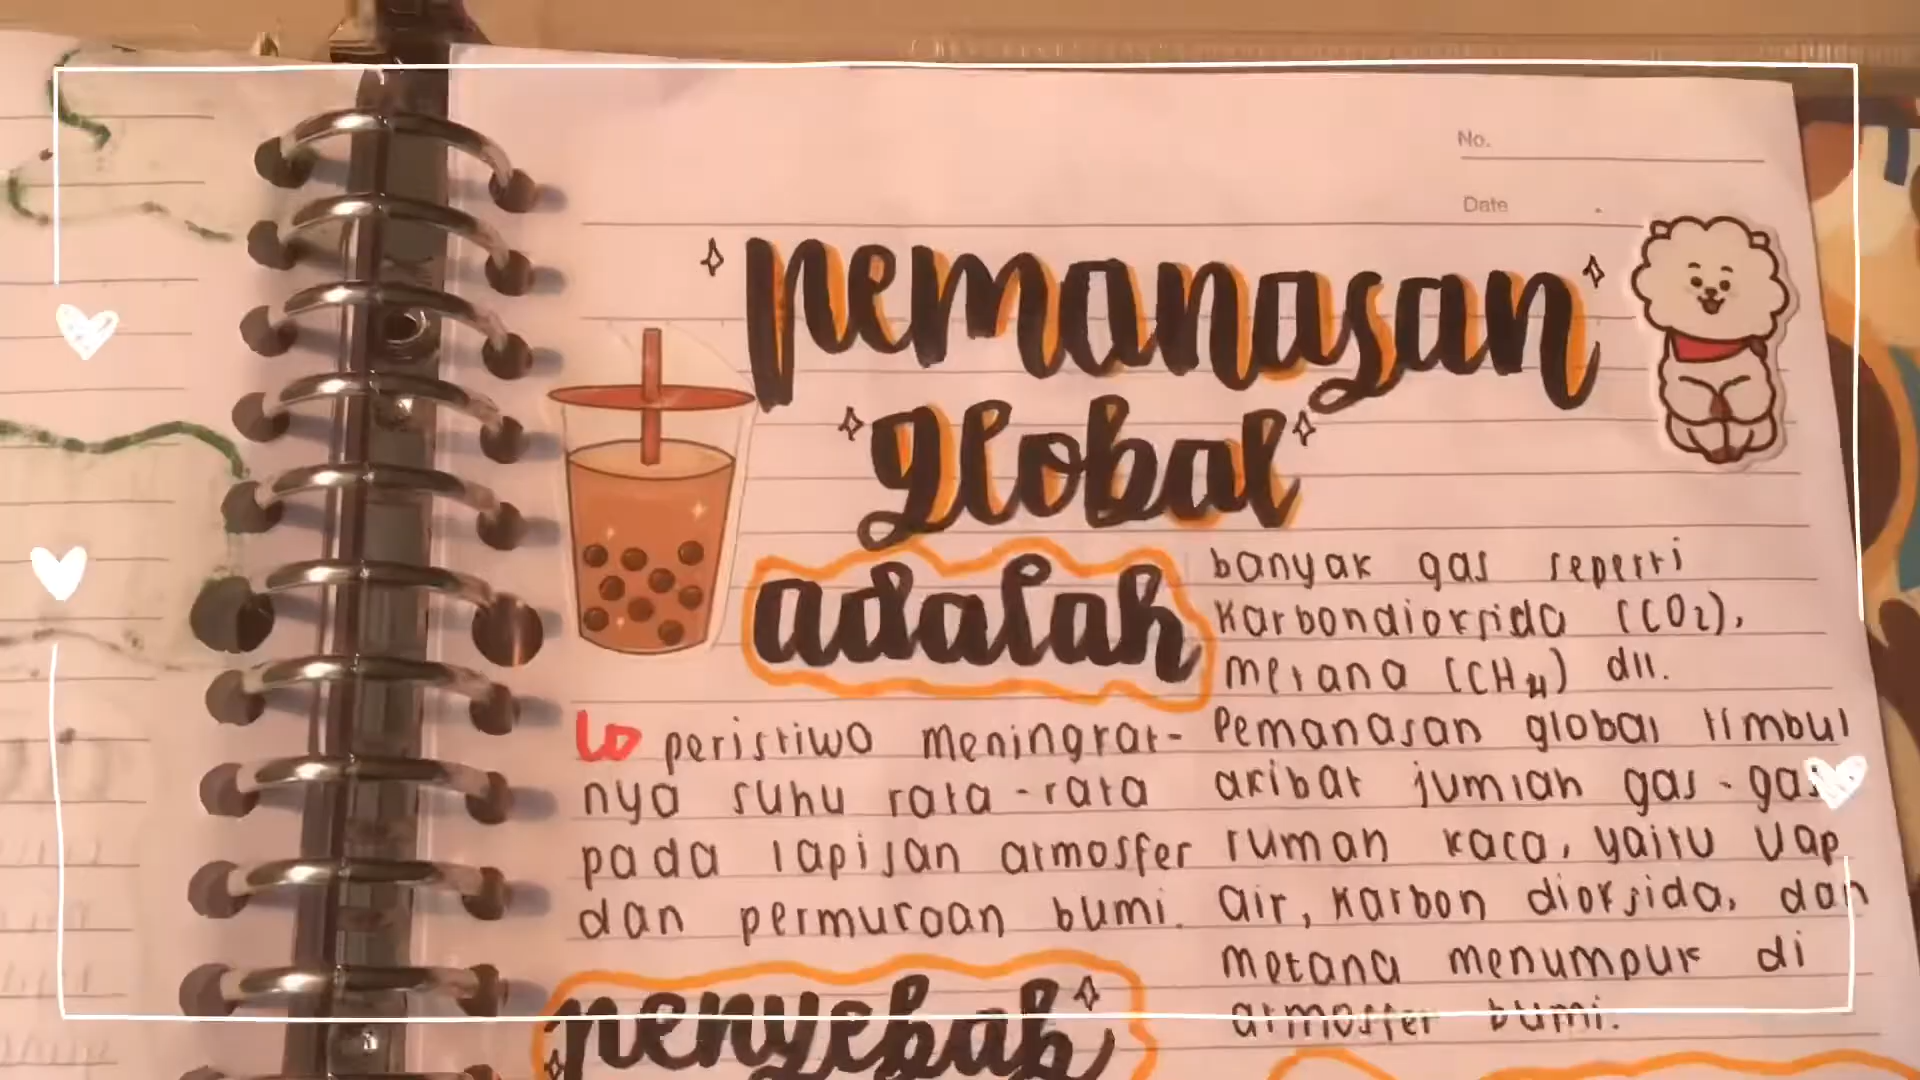 No.
Date
pemanasan
global
adalah
peristiwa meningkat-
nya suhu rata-rata
pada lapisan atmosfer
dan permukaan bumi.
penyebab
banyak gas seperti
karbondioksida (CO2),
metana (CH4) dll.
Pemanasan global timbul
akibat jumlah gas-gas
rumah kaca, yaitu uap
air, karbon dioksida, dan
metana menumpuk di
atmosfer bumi.